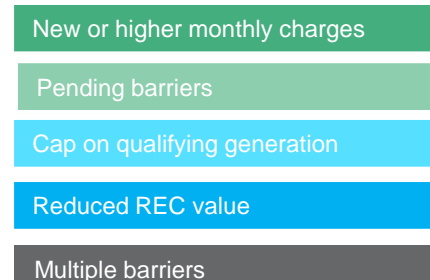 New or higher monthly charges
Pending barriers
Cap on qualifying generation
Reduced REC value
Multiple barriers